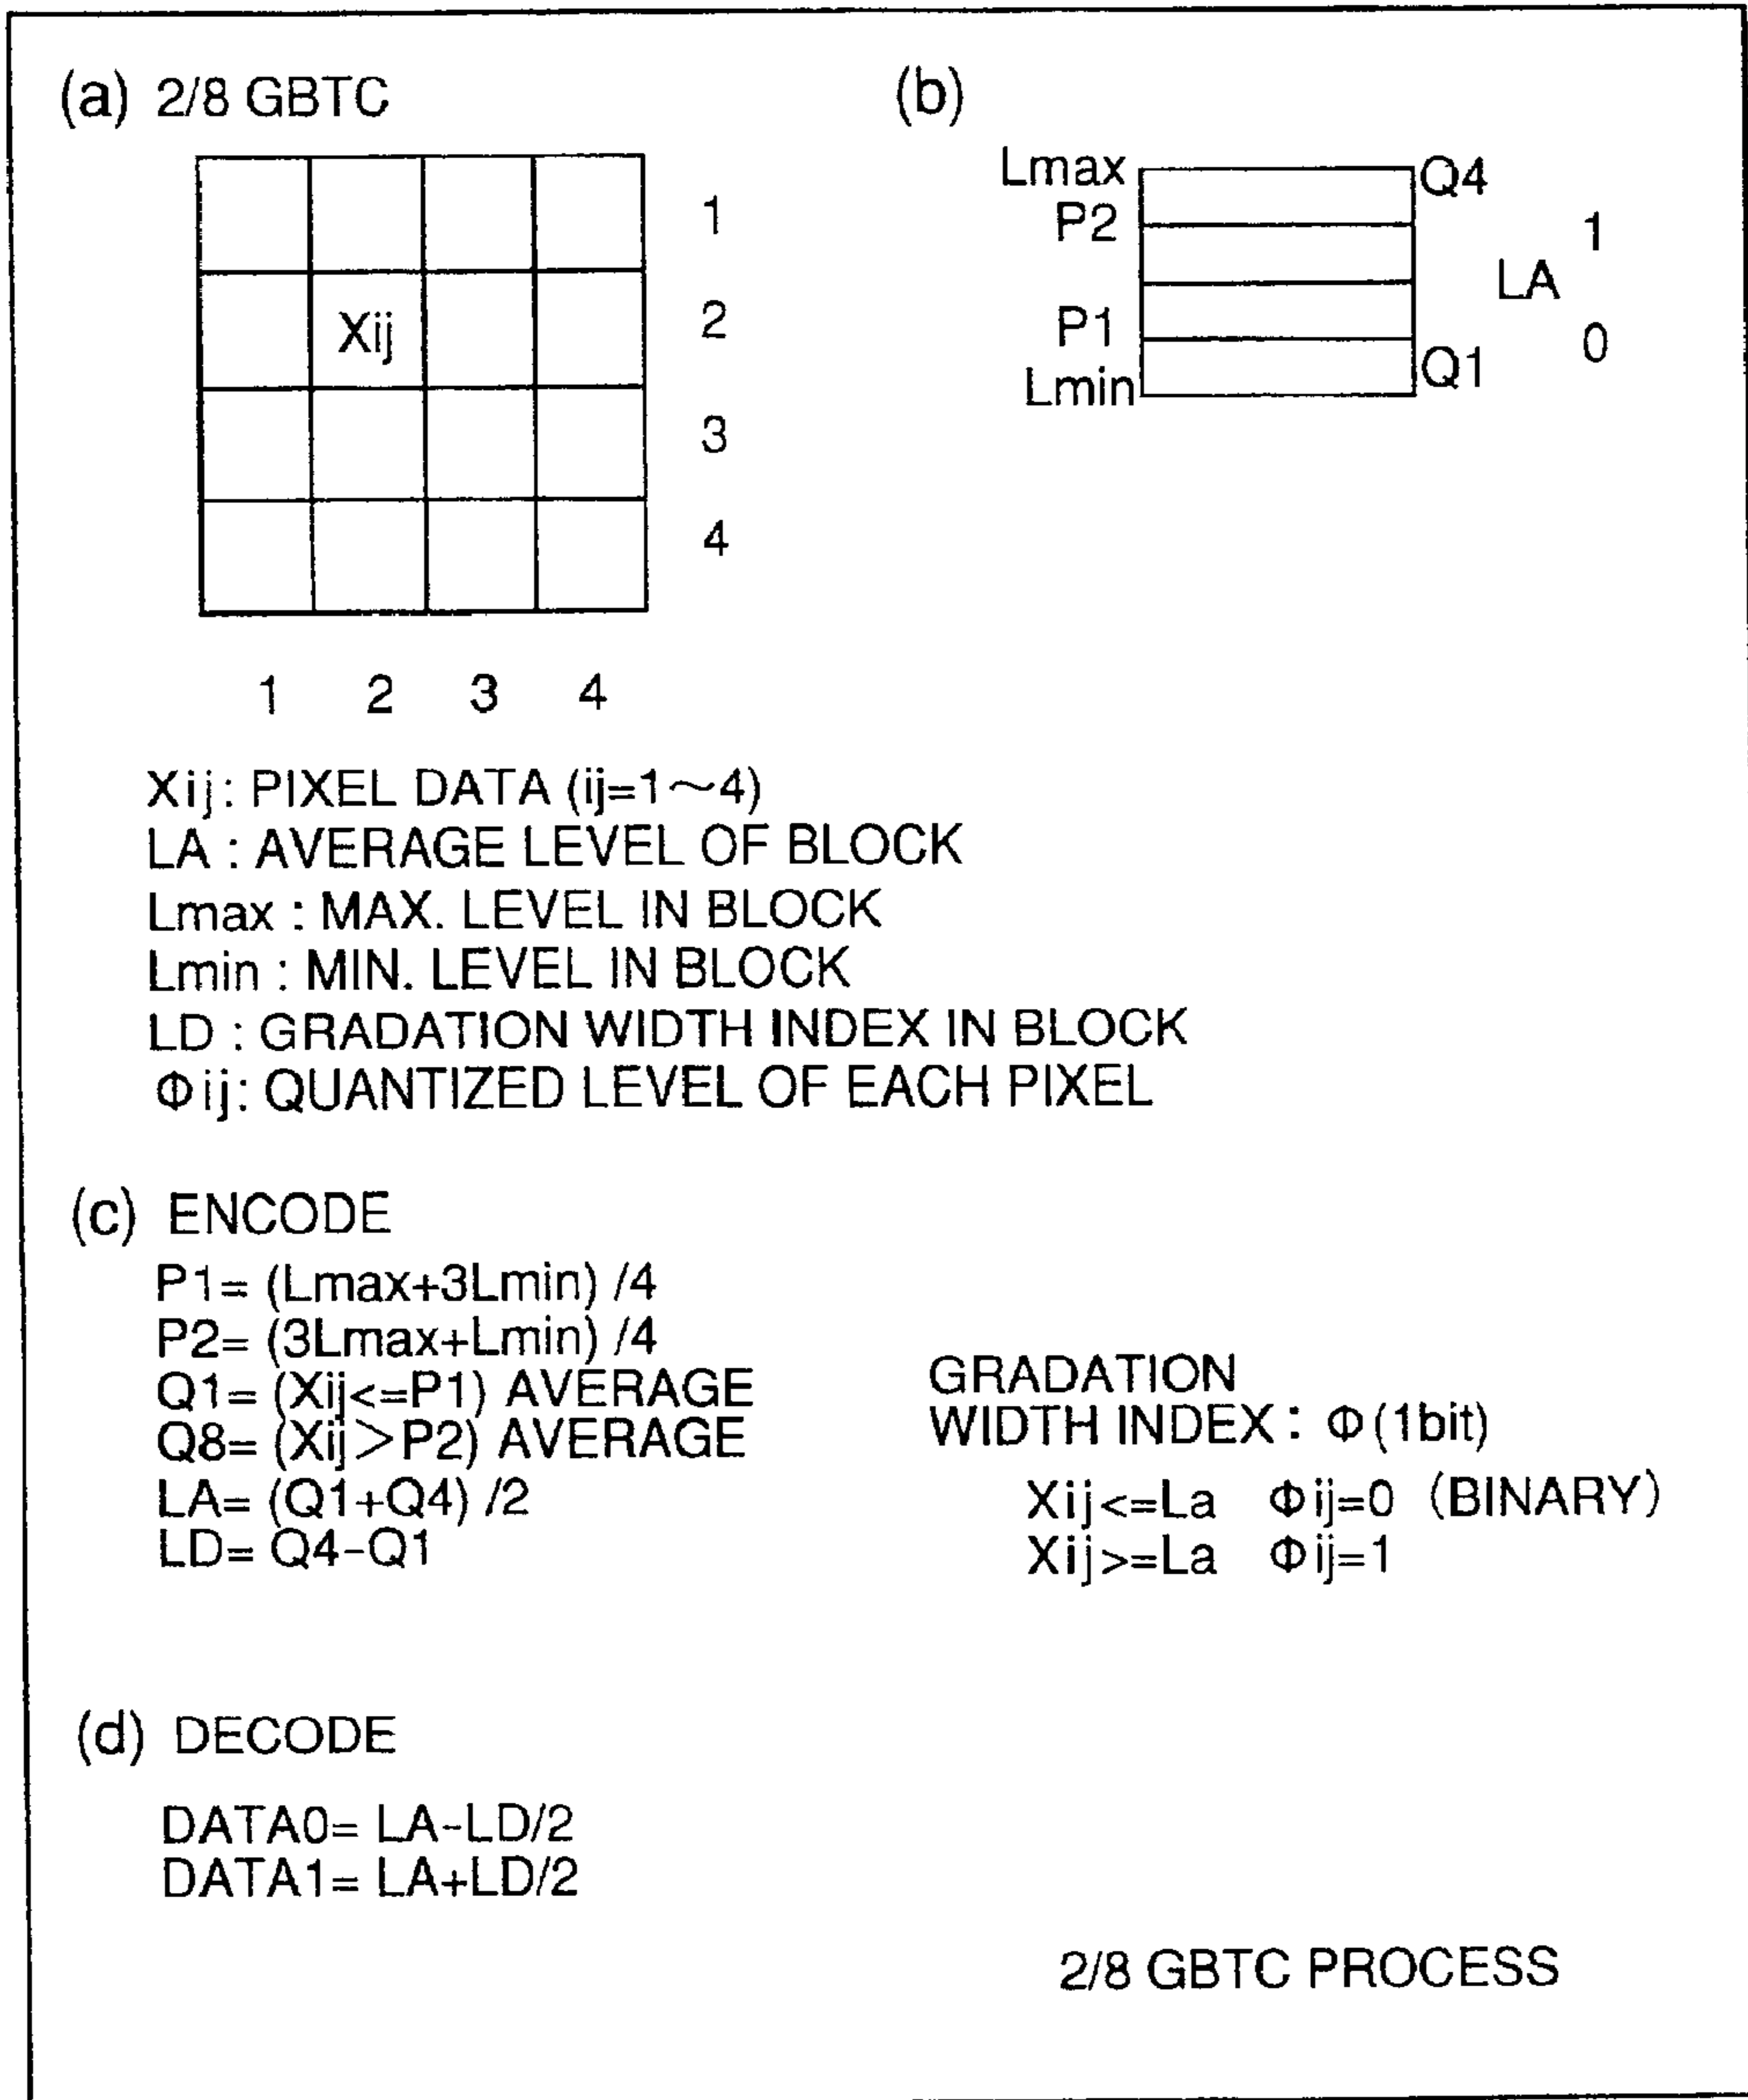 (a) 2/8 GBTC
1
2
Xij
3
4
1 2 3 4
(b)
Lmax
Q4
P2
1
LA
P1
0
Q1
Lmin
Xij: PIXEL DATA (ij=1~4)
LA : AVERAGE LEVEL OF BLOCK
Lmax : MAX. LEVEL IN BLOCK
Lmin : MIN. LEVEL IN BLOCK
LD : GRADATION WIDTH INDEX IN BLOCK
Φij: QUANTIZED LEVEL OF EACH PIXEL
(c) ENCODE
P1= (Lmax+3Lmin) /4
P2= (3Lmax+Lmin) /4
Q1= (Xij<=P1) AVERAGE
Q8= (Xij>P2) AVERAGE
LA= (Q1+Q4) /2
LD= Q4-Q1
GRADATION
WIDTH INDEX : Φ(1bit)
Xij<=La Φij=0 (BINARY)
Xij>=La Φij=1
(d) DECODE
DATA0= LA-LD/2
DATA1= LA+LD/2
2/8 GBTC PROCESS